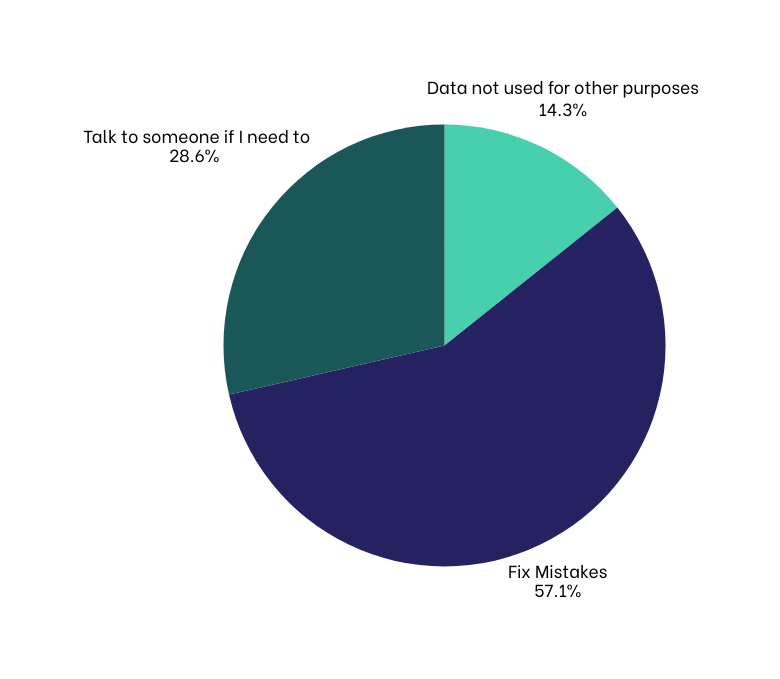 Data not used for other purposes
14.3%
Talk to someone if I need to
28.6%
Fix Mistakes
57.1%